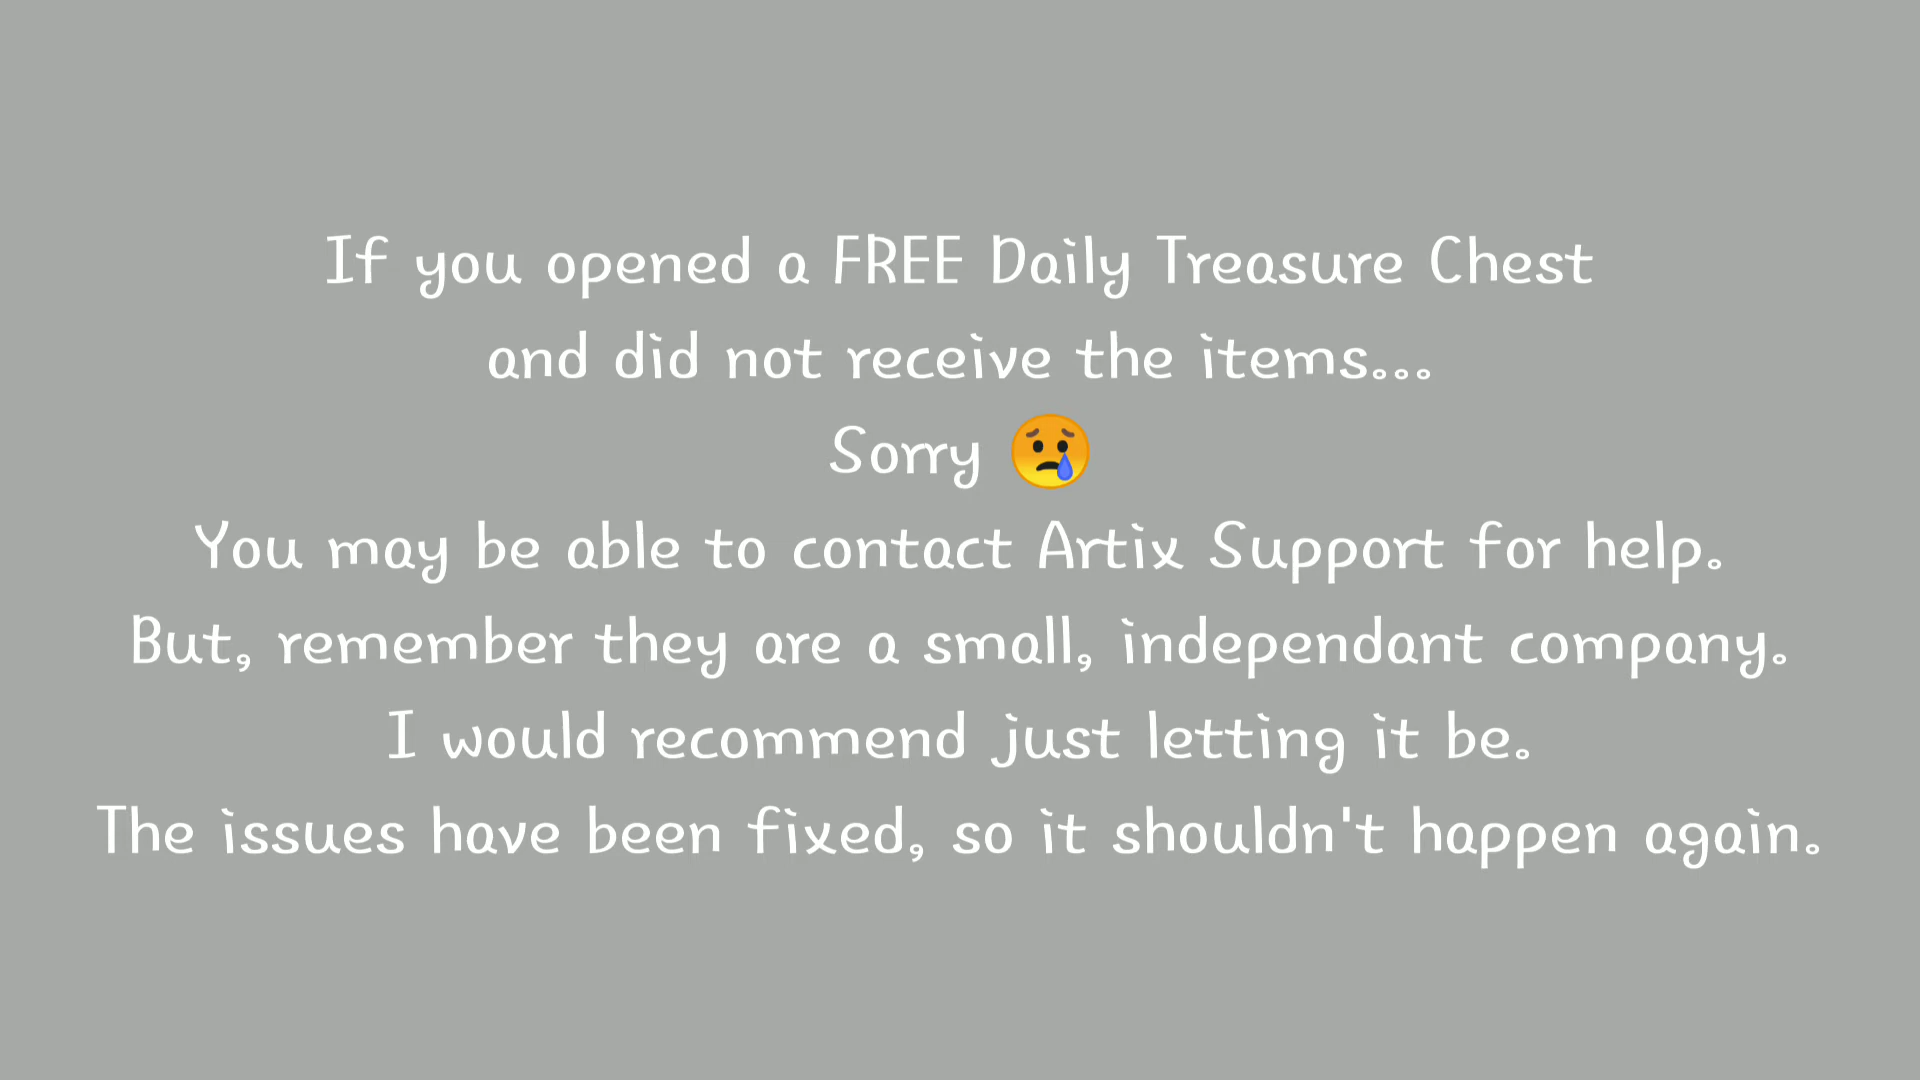 If you opened a FREE Daily Treasure Chest
and did not receive the items...
Sorry 😢
You may be able to contact Artix Support for help.
But, remember they are a small, independant company.
I would recommend just letting it be.
The issues have been fixed, so it shouldn't happen again.